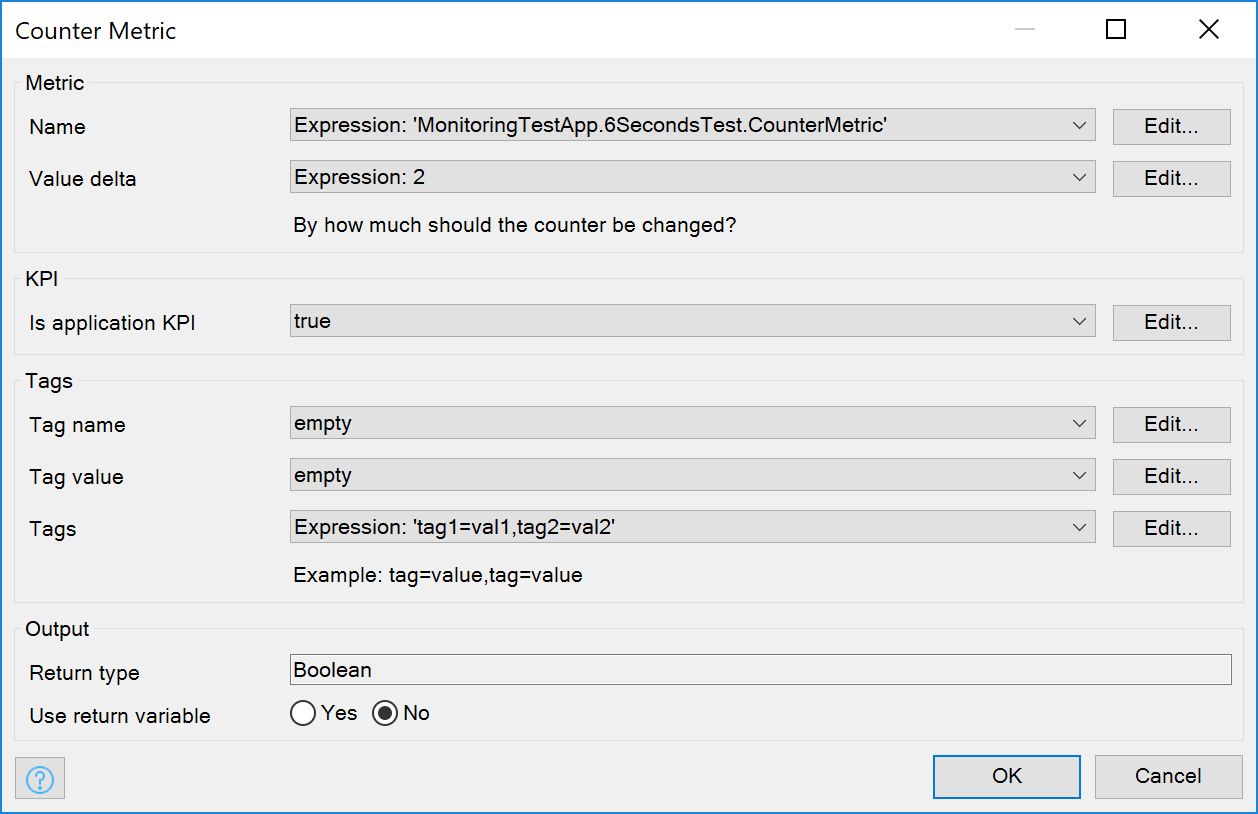 Counter Metric
Metric
Name Expression: 'MonitoringTestApp.6SecondsTest.CounterMetric' Edit...
Value delta Expression: 2 Edit...
By how much should the counter be changed?
KPI
Is application KPI true Edit...
Tags
Tag name empty Edit...
Tag value empty Edit...
Tags Expression: 'tag1=val1,tag2=val2' Edit...
Example: tag=value,tag=value
Output
Return type Boolean
Use return variable Yes No
? OK Cancel